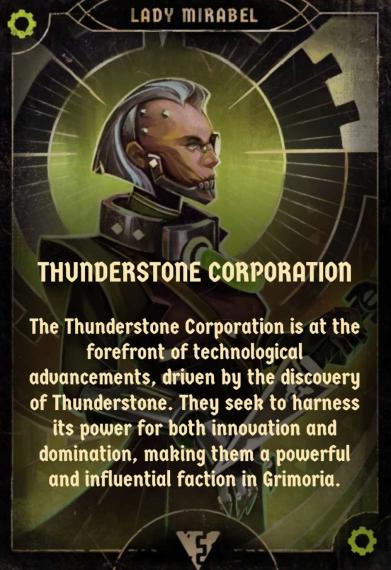 LADY MIRABEL
THUNDERSTONE CORPORATION
The Thunderstone Corporation is at the
forefront of technological
advancements, driven by the discovery
of Thunderstone. They seek to harness
its power for both innovation and
domination, making them a powerful
and influential faction in Grimoria.